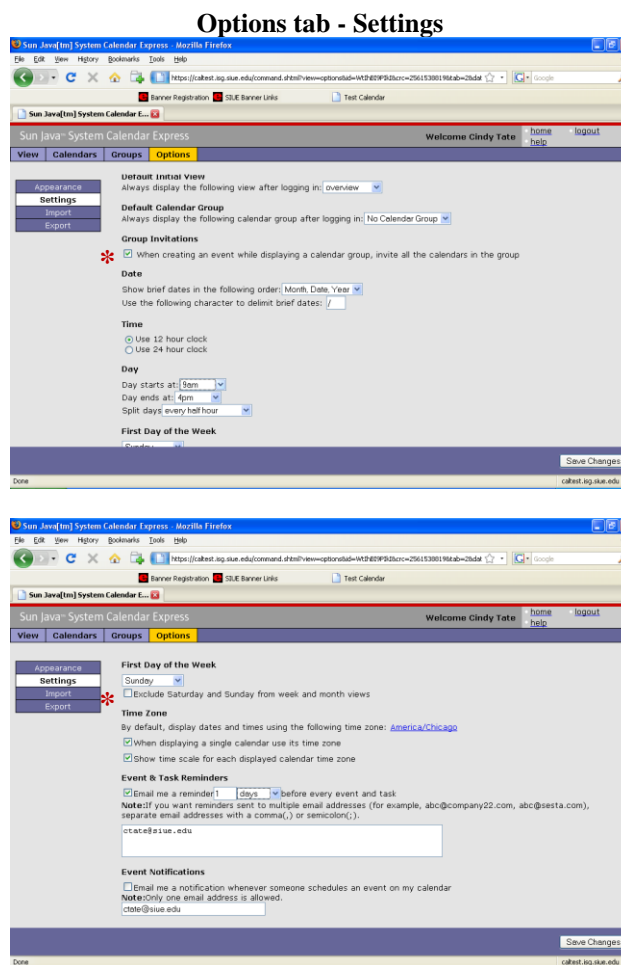 Options tab - Settings
Sun Java[tm] System Calendar Express - Mozilla Firefox
File Edit View History Bookmarks Tools Help
Google
Banner Registration SIUE Banner Links Test Calendar
Sun Java[tm] System Calendar E...
Sun Java™ System Calendar Express
Welcome Cindy Tate
home logout
help
View Calendars Groups Options
Appearance
Settings
Import
Export
Default Initial View
Always display the following view after logging in: overview
Default Calendar Group
Always display the following calendar group after logging in: No Calendar Group
Group Invitations
* When creating an event while displaying a calendar group, invite all the calendars in the group
Date
Show brief dates in the following order: Month, Date, Year
Use the following character to delimit brief dates: /
Time
Use 12 hour clock
Use 24 hour clock
Day
Day starts at: 9am
Day ends at: 4pm
Split days every half hour
First Day of the Week
Sunday
Save Changes
Done
caltest.isg.siue.edu
Sun Java[tm] System Calendar Express - Mozilla Firefox
File Edit View History Bookmarks Tools Help
Google
Banner Registration SIUE Banner Links Test Calendar
Sun Java[tm] System Calendar E...
Sun Java™ System Calendar Express
Welcome Cindy Tate
home logout
help
View Calendars Groups Options
Appearance
Settings
Import
Export
First Day of the Week
Sunday
* Exclude Saturday and Sunday from week and month views
Time Zone
By default, display dates and times using the following time zone: America/Chicago
When displaying a single calendar use its time zone
Show time scale for each displayed calendar time zone
Event & Task Reminders
Email me a reminder 1 days before every event and task
Note:If you want reminders sent to multiple email addresses (for example, abc@company22.com, abc@sesta.com),
separate email addresses with a comma(,) or semicolon(;).
ctate@siue.edu
Event Notifications
Email me a notification whenever someone schedules an event on my calendar
Note:Only one email address is allowed.
ctate@siue.edu
Save Changes
Done
caltest.isg.siue.edu